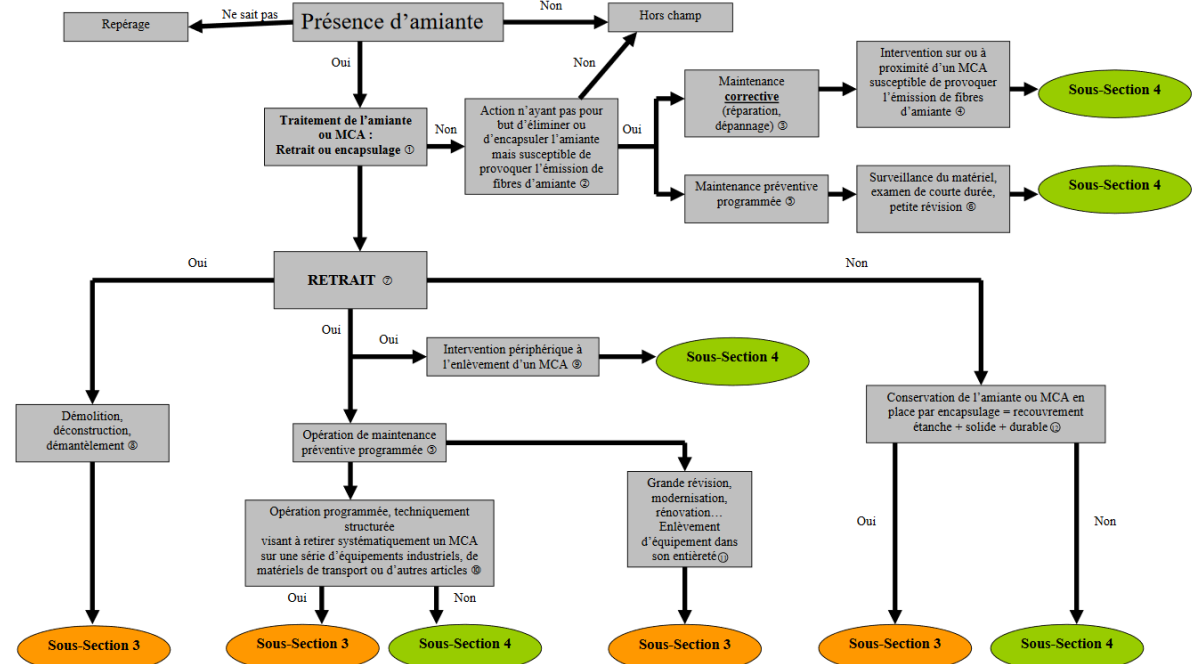 Ne sait pas
Non
Repérage
Présence d’amiante
Hors champ
Oui
Non
Traitement de l’amiante
ou MCA :
Retrait ou encapsulage ①
Non
Action n’ayant pas pour
but d’éliminer ou
d’encapsuler l’amiante
mais susceptible de
provoquer l’émission de
fibres d’amiante ②
Oui
Maintenance
corrective
(réparation,
dépannage) ③
Intervention sur ou à
proximité d’un MCA
susceptible de provoquer
l’émission de fibres
d’amiante ④
Sous-Section 4
Maintenance préventive
programmée ⑤
Surveillance du matériel,
examen de courte durée,
petite révision ⑥
Sous-Section 4
Oui
RETRAIT ⑦
Non
Oui
Oui
Intervention périphérique à
l’enlèvement d’un MCA ⑨
Sous-Section 4
Démolition,
déconstruction,
démantèlement ⑧
Opération de maintenance
préventive programmée ⑤
Conservation de l’amiante ou MCA en
place par encapsulage = recouvrement
étanche + solide + durable ⑫
Opération programmée, techniquement
structurée
visant à retirer systématiquement un MCA
sur une série d’équipements industriels, de
matériels de transport ou d’autres articles ⑩
Grande révision,
modernisation,
rénovation…
Enlèvement
d’équipement dans
son entièreté ⑪
Oui
Non
Oui
Non
Sous-Section 3
Sous-Section 3
Sous-Section 4
Sous-Section 3
Sous-Section 3
Sous-Section 4